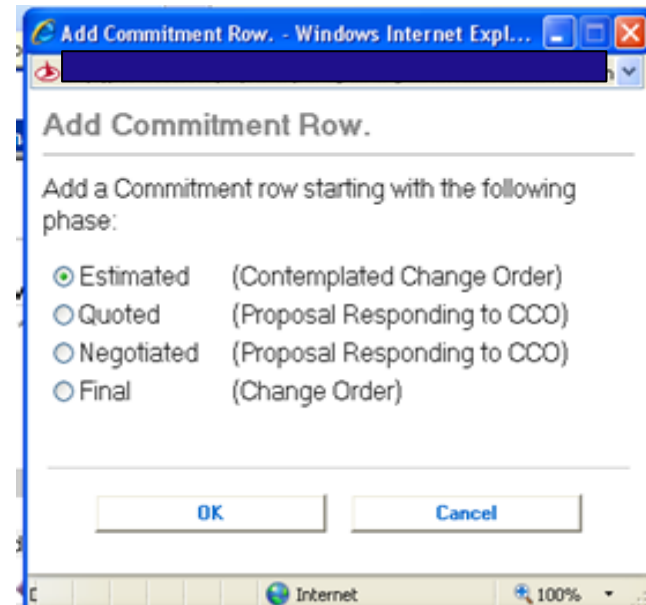 Add Commitment Row. - Windows Internet Expl...
Add Commitment Row.
Add a Commitment row starting with the following
phase:
Estimated (Contemplated Change Order)
Quoted (Proposal Responding to CCO)
Negotiated (Proposal Responding to CCO)
Final (Change Order)
OK Cancel
Internet 100%